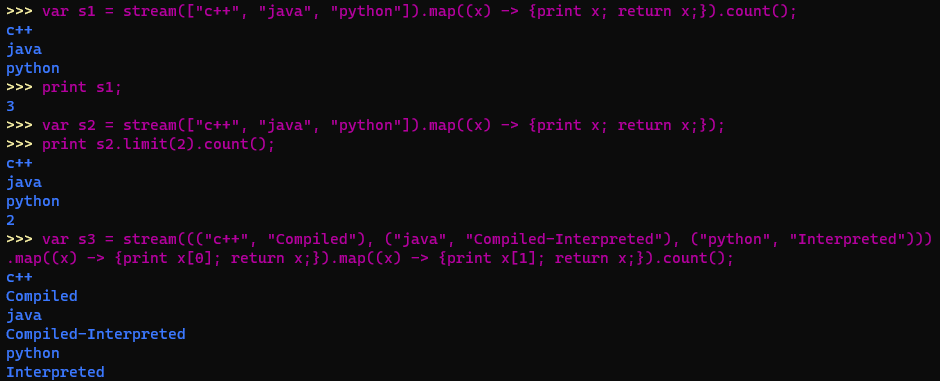 >>> var s1 = stream(["c++", "java", "python"]).map((x) -> {print x; return x;}).count();
c++
java
python
>>> print s1;
3
>>> var s2 = stream(["c++", "java", "python"]).map((x) -> {print x; return x;});
>>> print s2.limit(2).count();
c++
java
python
2
>>> var s3 = stream((("c++", "Compiled"), ("java", "Compiled-Interpreted"), ("python", "Interpreted")))
.map((x) -> {print x[0]; return x;}).map((x) -> {print x[1]; return x;}).count();
c++
Compiled
java
Compiled-Interpreted
python
Interpreted